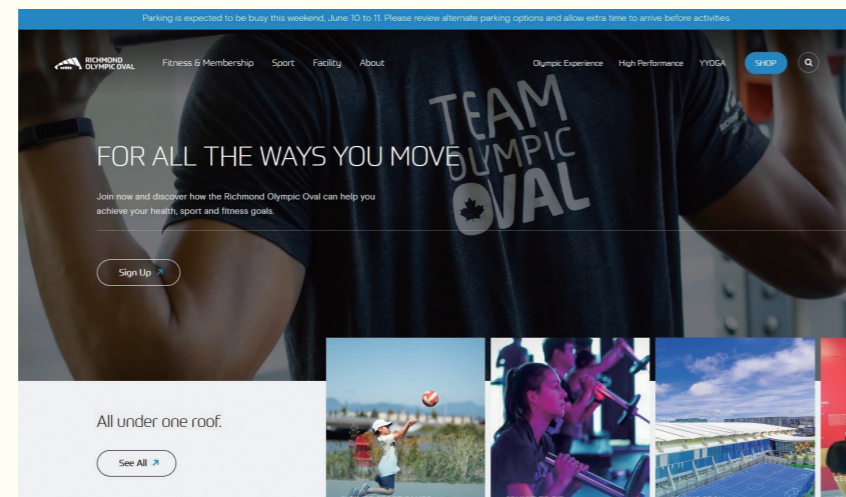 Parking is expected to be busy this weekend, June 10 to 11. Please review alternate parking options and allow extra time to arrive before activities.
RICHMOND
OLYMPIC OVAL
Fitness & Membership Sport Facility About
Olympic Experience High Performance YYOGA SHOP
TEAM
OLYMPIC
OVAL
FOR ALL THE WAYS YOU MOVE
Join now and discover how the Richmond Olympic Oval can help you
achieve your health, sport and fitness goals.
Sign Up
All under one roof.
See All